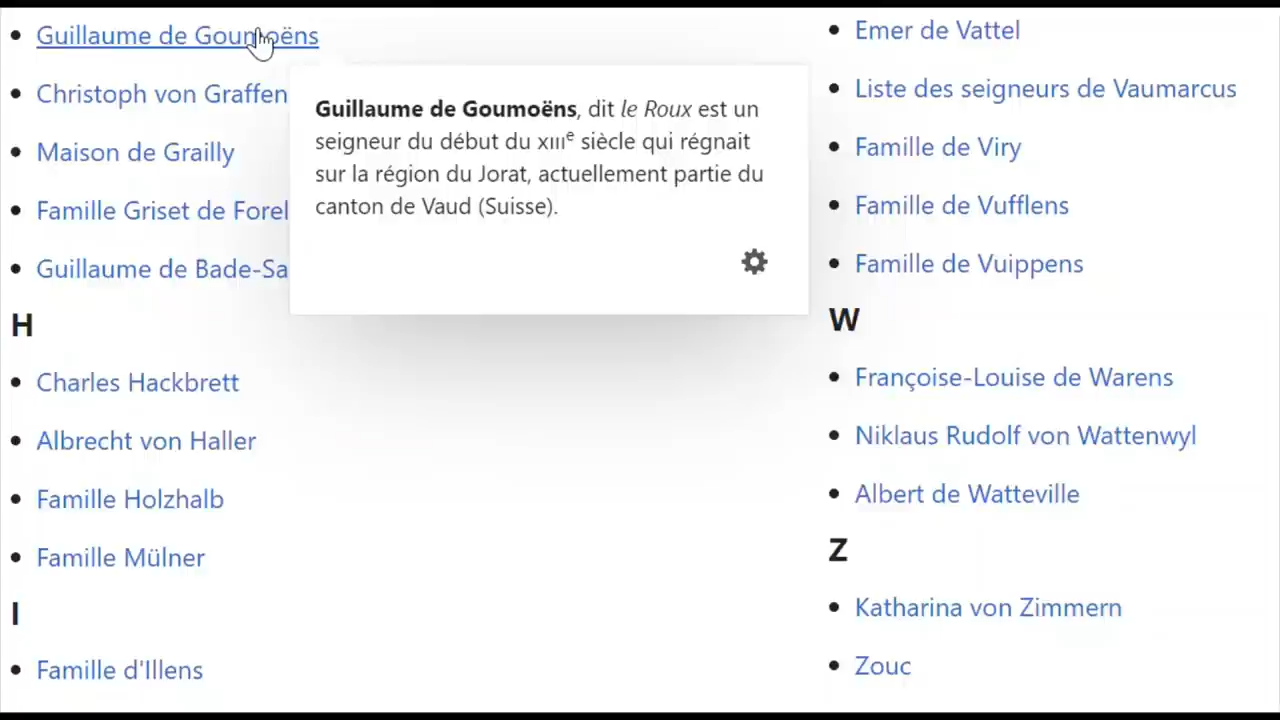 Guillaume de Goumoëns
Christoph von Graffen
Maison de Grailly
Famille Griset de Forel
Guillaume de Bade-Sa
Guillaume de Goumoëns, dit le Roux est un
seigneur du début du XIIIe siècle qui régnait
sur la région du Jorat, actuellement partie du
canton de Vaud (Suisse).
H
Charles Hackbrett
Albrecht von Haller
Famille Holzhalb
Famille Mülner
I
Famille d'Illens
Emer de Vattel
Liste des seigneurs de Vaumarcus
Famille de Viry
Famille de Vufflens
Famille de Vuippens
W
Françoise-Louise de Warens
Niklaus Rudolf von Wattenwyl
Albert de Watteville
Z
Katharina von Zimmern
Zouc